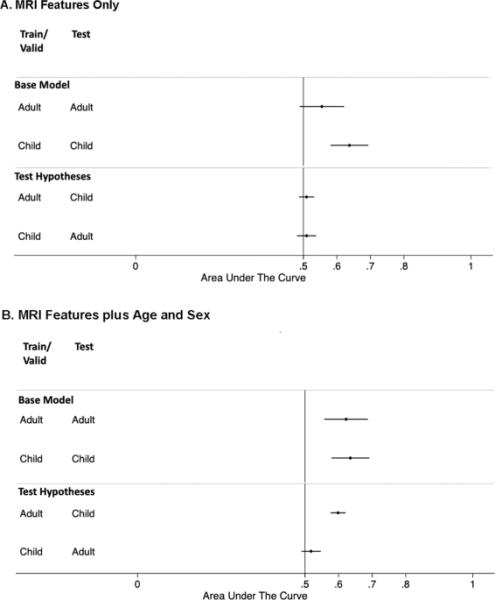 A. MRI Features Only
Train/ Test
Valid
Base Model
Adult Adult
Child Child
Test Hypotheses
Adult Child
Child Adult
0 .5 .6 .7 .8 1
Area Under The Curve
B. MRI Features plus Age and Sex
Train/ Test
Valid
Base Model
Adult Adult
Child Child
Test Hypotheses
Adult Child
Child Adult
0 .5 .6 .7 .8 1
Area Under The Curve